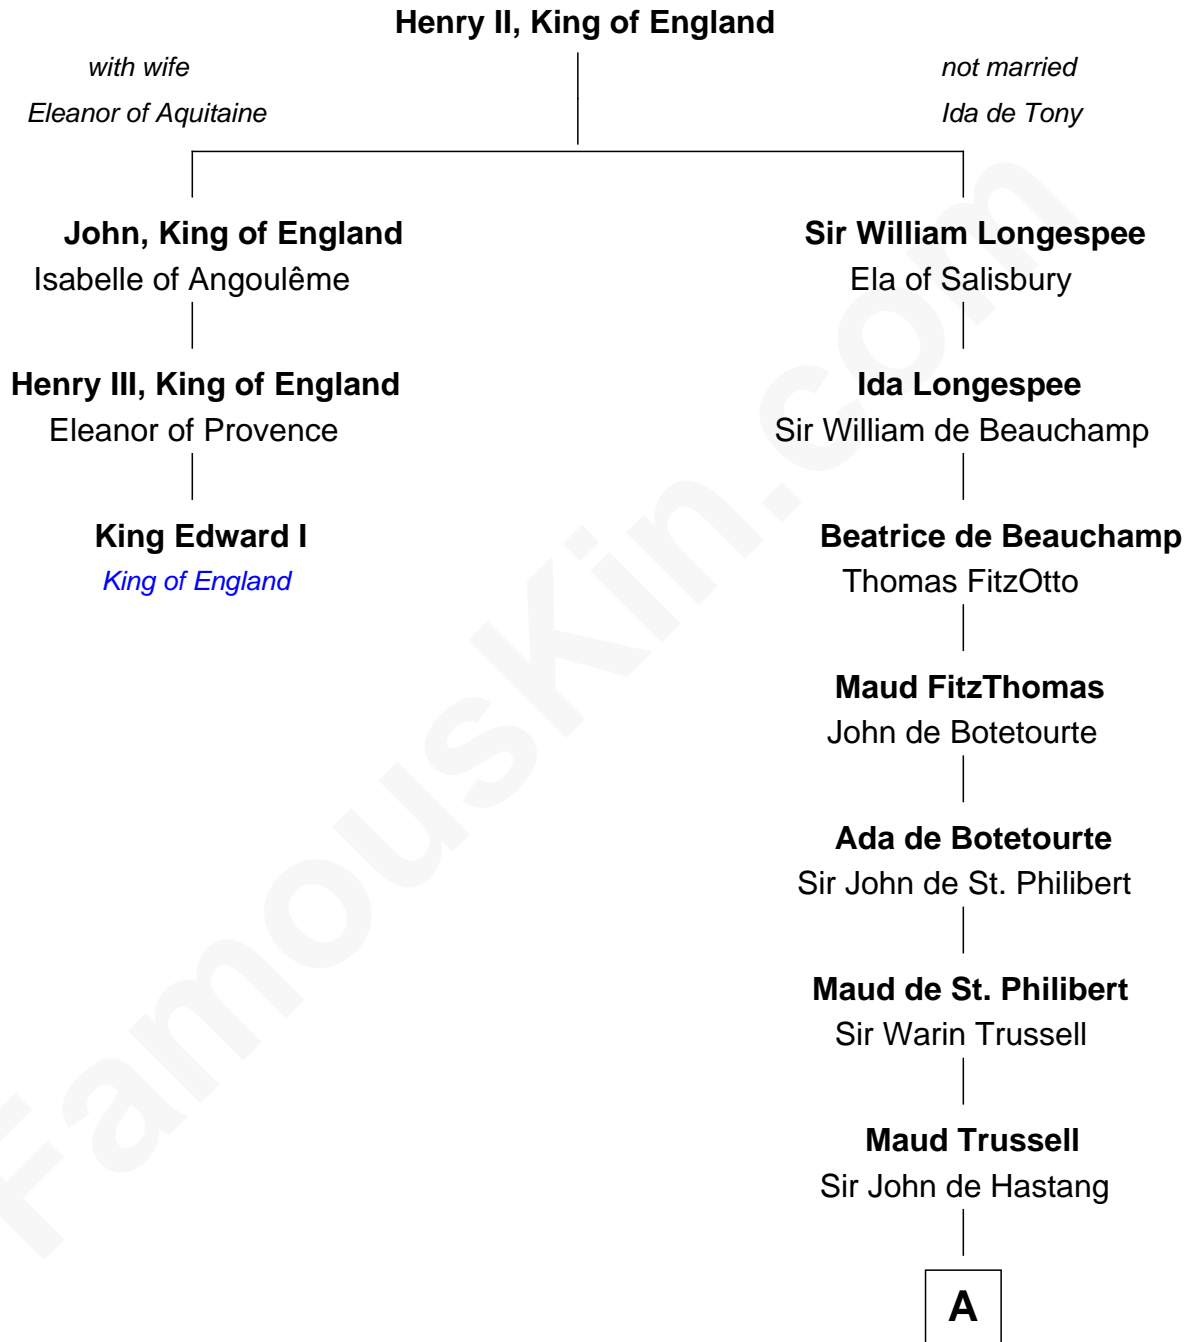 Henry II, King of England
with wife
Eleanor of Aquitaine
not married
Ida de Tony
John, King of England
Isabelle of Angoulême
Sir William Longespee
Ela of Salisbury
Henry III, King of England
Eleanor of Provence
Ida Longespee
Sir William de Beauchamp
King Edward I
King of England
Beatrice de Beauchamp
Thomas FitzOtto
Maud FitzThomas
John de Botetourte
Ada de Botetourte
Sir John de St. Philibert
Maud de St. Philibert
Sir Warin Trussell
Maud Trussell
Sir John de Hastang
A
FamousKin.com